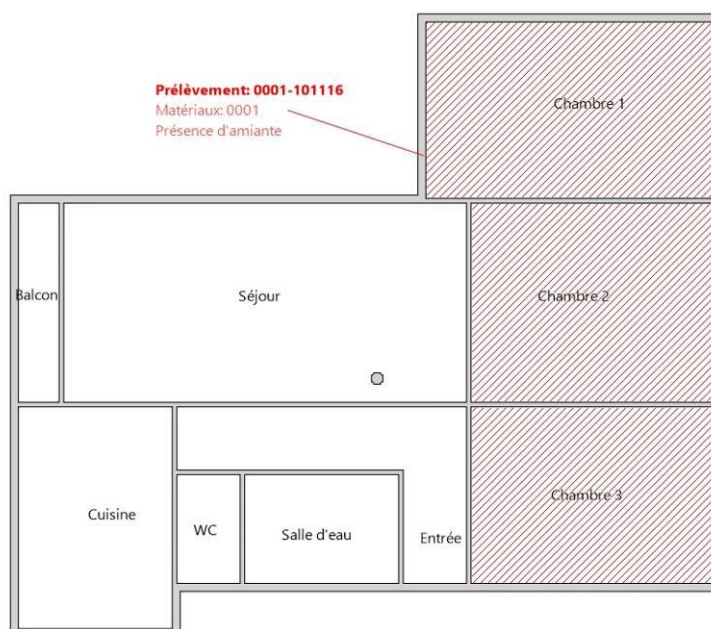 Prélèvement: 0001-101116
Matériaux: 0001
Présence d'amiante
Chambre 1
Balcon
Séjour
Chambre 2
Cuisine
WC
Salle d'eau
Entrée
Chambre 3